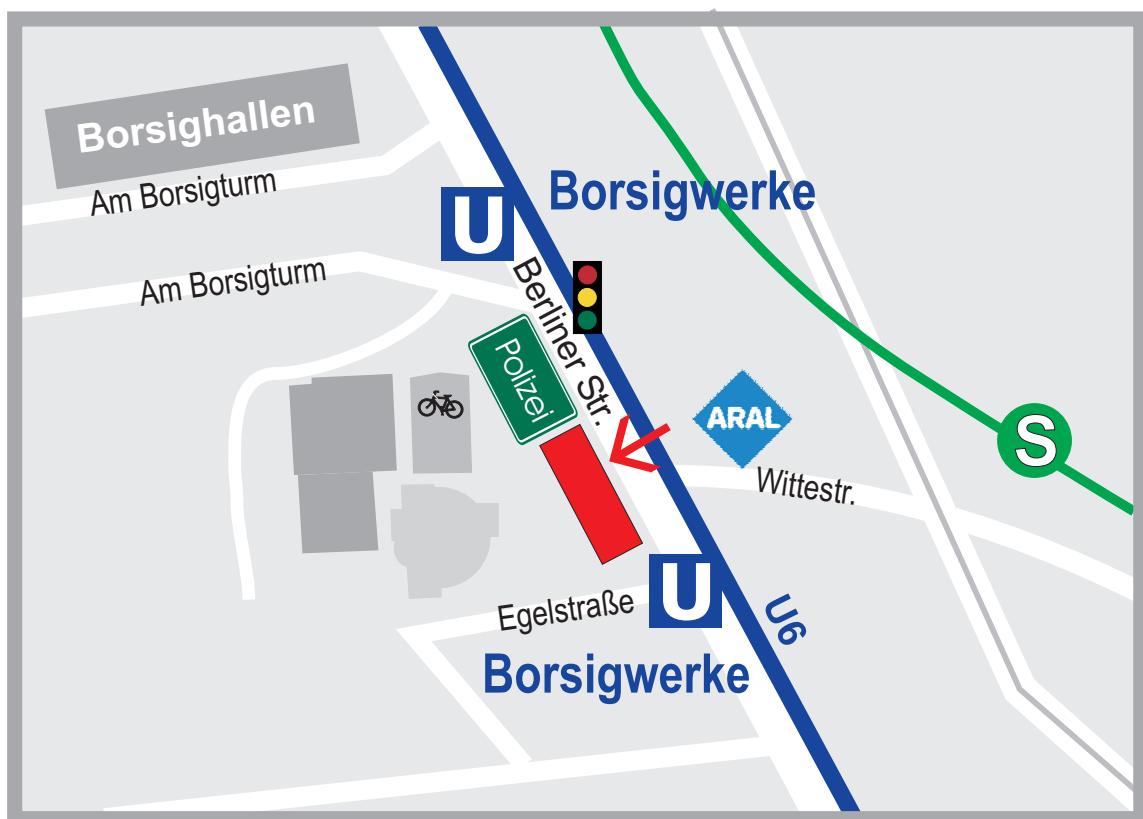 Borsighallen
Am Borsigturm
Borsigwerke
U
Am Borsigturm
Berliner Str.
Polizei
ARAL
S
Wittestr.
U
Egelstraße
U6
Borsigwerke